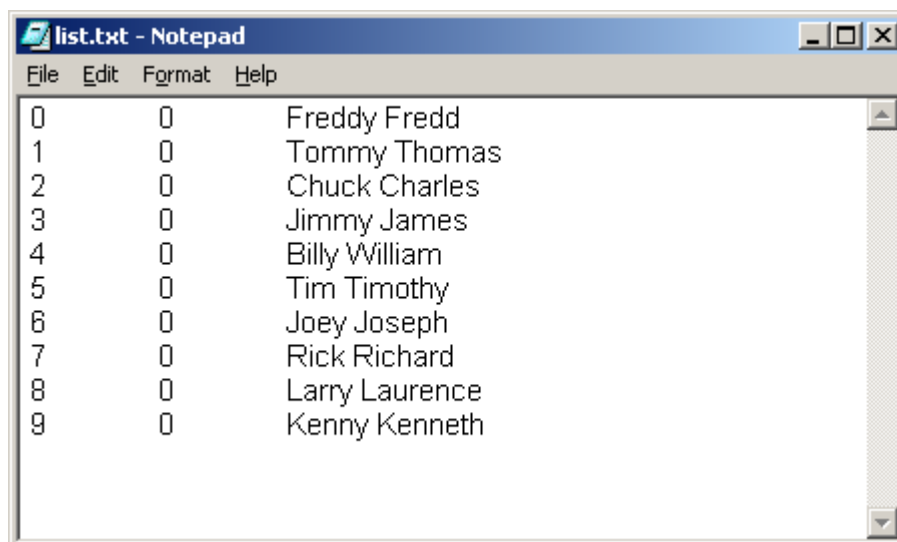 list.txt - Notepad
File Edit Format Help
0 0 Freddy Fredd
1 0 Tommy Thomas
2 0 Chuck Charles
3 0 Jimmy James
4 0 Billy William
5 0 Tim Timothy
6 0 Joey Joseph
7 0 Rick Richard
8 0 Larry Laurence
9 0 Kenny Kenneth